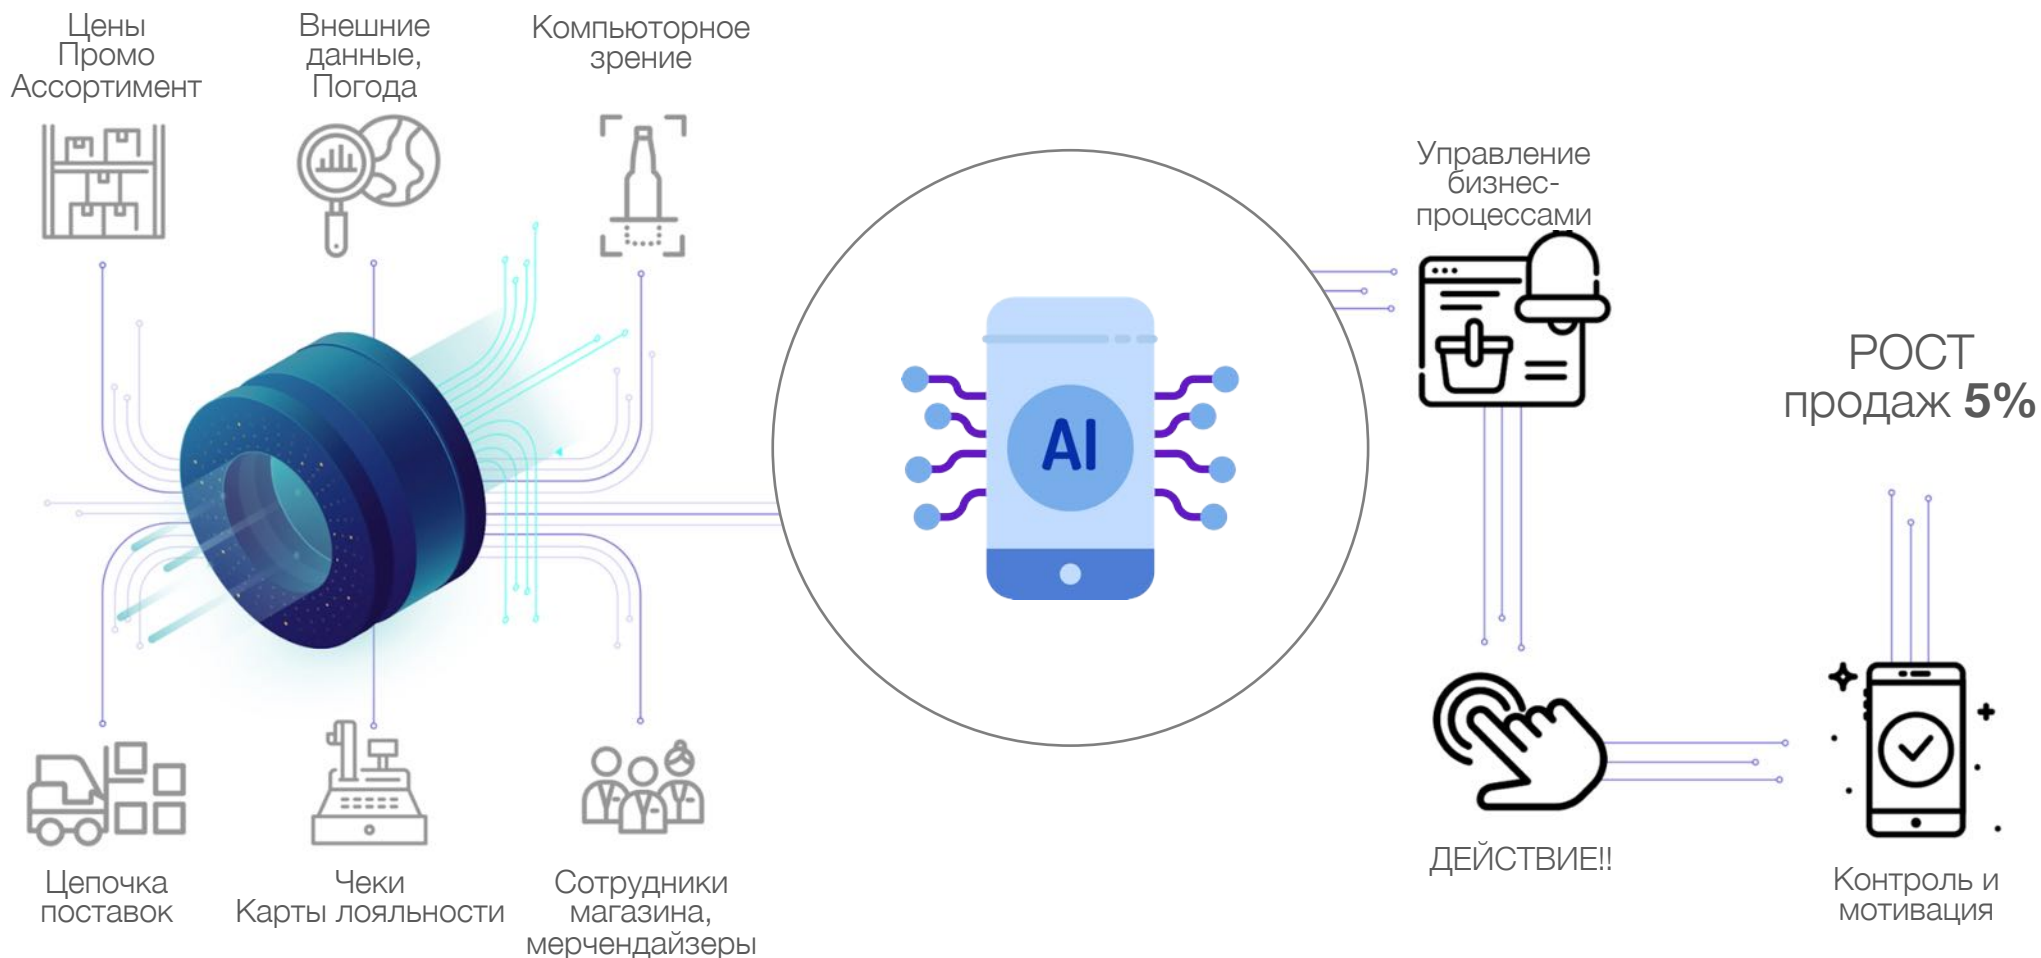 Цены
Промо
Ассортимент
Внешние
данные,
Погода
Компьюторное
зрение
Управление
бизнес-
процессами
AI
РОСТ
продаж 5%
ДЕЙСТВИЕ!!
Контроль и
мотивация
Цепочка
поставок
Чеки
Карты лояльности
Сотрудники
магазина,
мерчендайзеры